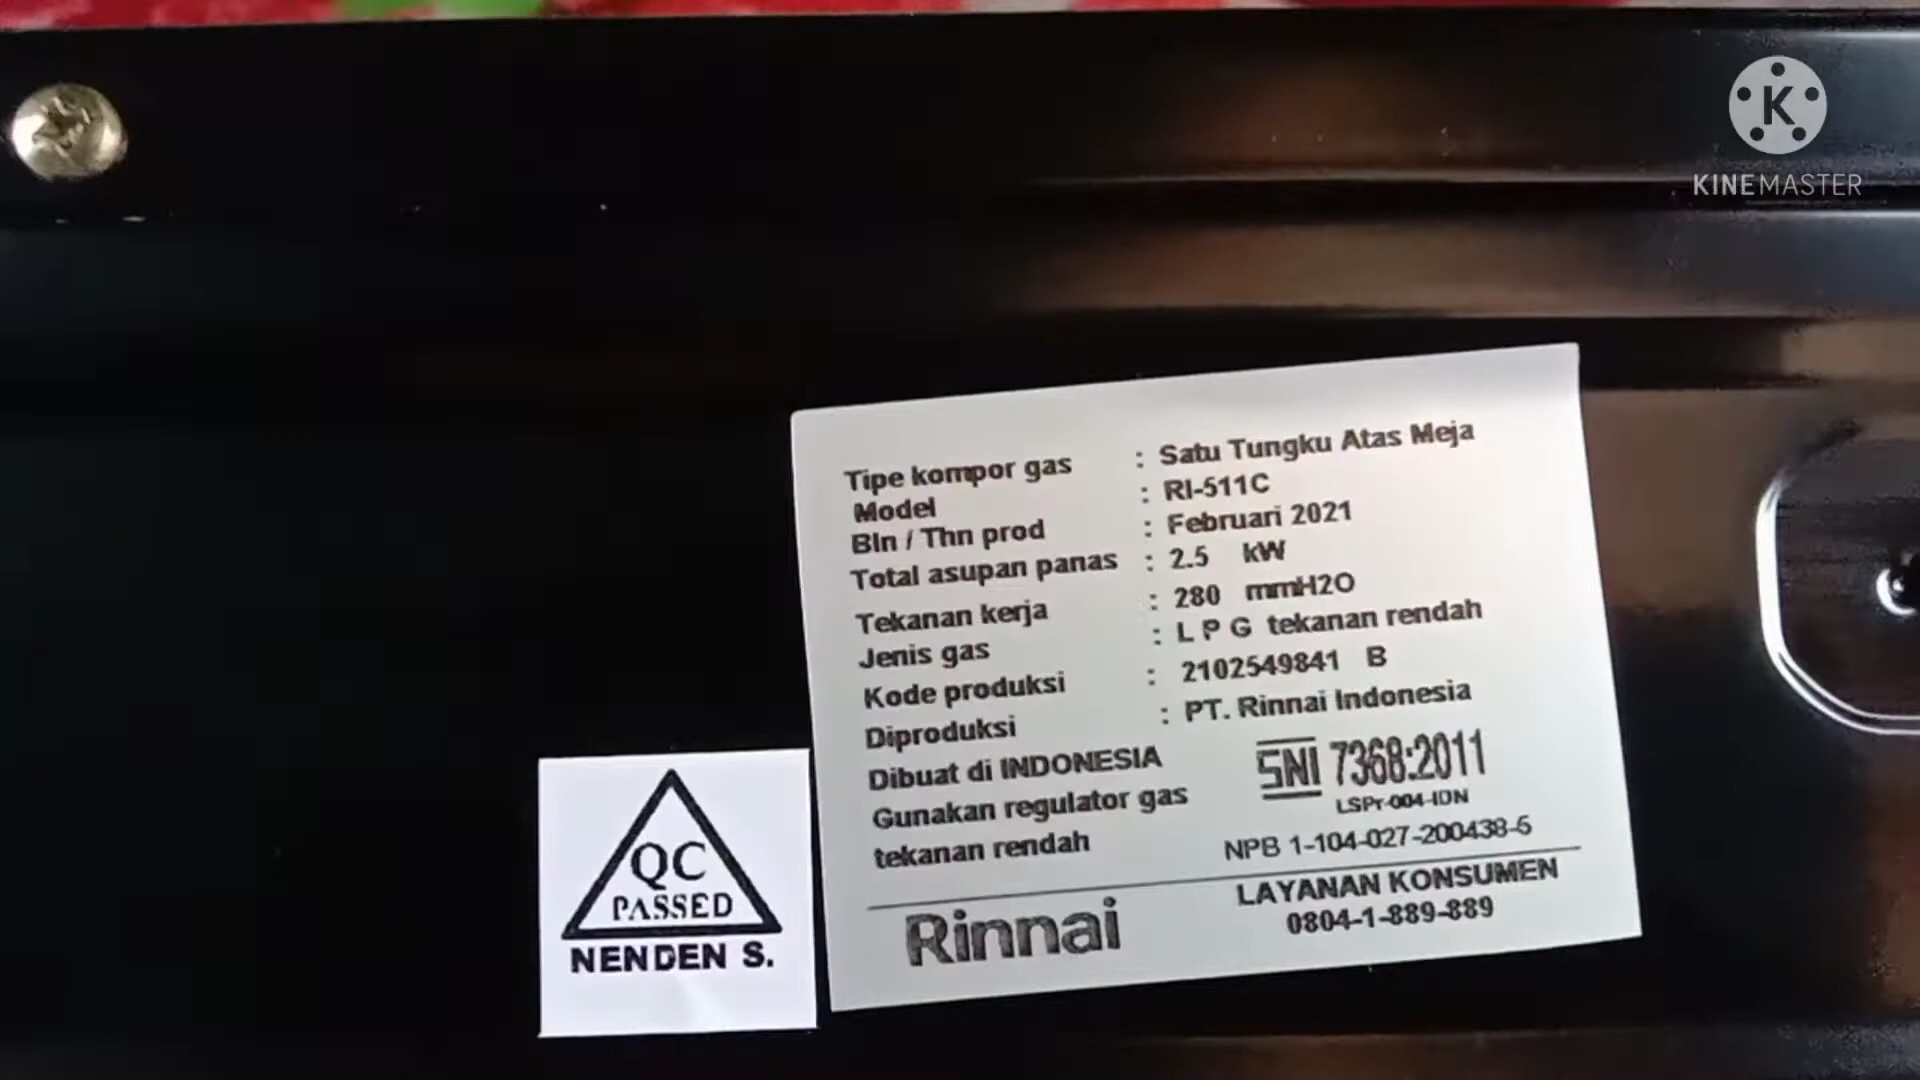 KINEMASTER
Tipe kompor gas : Satu Tungku Atas Meja
Model : RI-511C
Bln / Thn prod : Februari 2021
Total asupan panas : 2.5 kW
Tekanan kerja : 280 mmH2O
Jenis gas : L P G tekanan rendah
Kode produksi : 2102549841 B
Diproduksi : PT. Rinnai Indonesia
Dibuat di INDONESIA
Gunakan regulator gas
tekanan rendah
SNI 7368:2011
LSPr-004-IDN
NPB 1-104-027-200438-5
Rinnai
LAYANAN KONSUMEN
0804-1-889-889
QC
PASSED
NENDEN S.